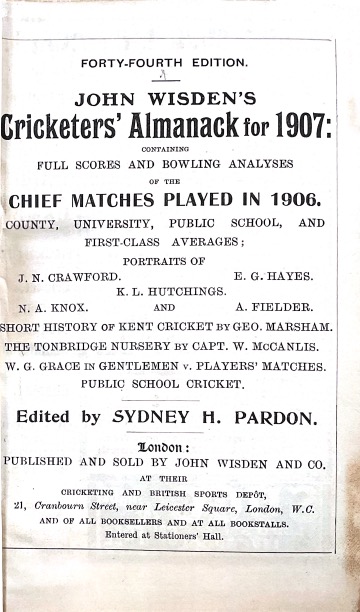 FORTY-FOURTH EDITION.
JOHN WISDEN'S
Cricketers' Almanack for 1907:
CONTAINING
FULL SCORES AND BOWLING ANALYSES
OF THE
CHIEF MATCHES PLAYED IN 1906.
COUNTY, UNIVERSITY, PUBLIC SCHOOL, AND
FIRST-CLASS AVERAGES;
PORTRAITS OF
J. N. CRAWFORD. E. G. HAYES.
K. L. HUTCHINGS.
N. A. KNOX. AND A. FIELDER.
SHORT HISTORY OF KENT CRICKET BY GEO. MARSHAM.
THE TONBRIDGE NURSERY BY CAPT. W. McCANLIS.
W. G. GRACE IN GENTLEMEN v. PLAYERS' MATCHES.
PUBLIC SCHOOL CRICKET.
Edited by SYDNEY H. PARDON.
London:
PUBLISHED AND SOLD BY JOHN WISDEN AND CO.
AT THEIR
CRICKETING AND BRITISH SPORTS DEPÔT,
21, Cranbourn Street, near Leicester Square, London, W.C.
AND OF ALL BOOKSELLERS AND AT ALL BOOKSTALLS.
Entered at Stationers' Hall.